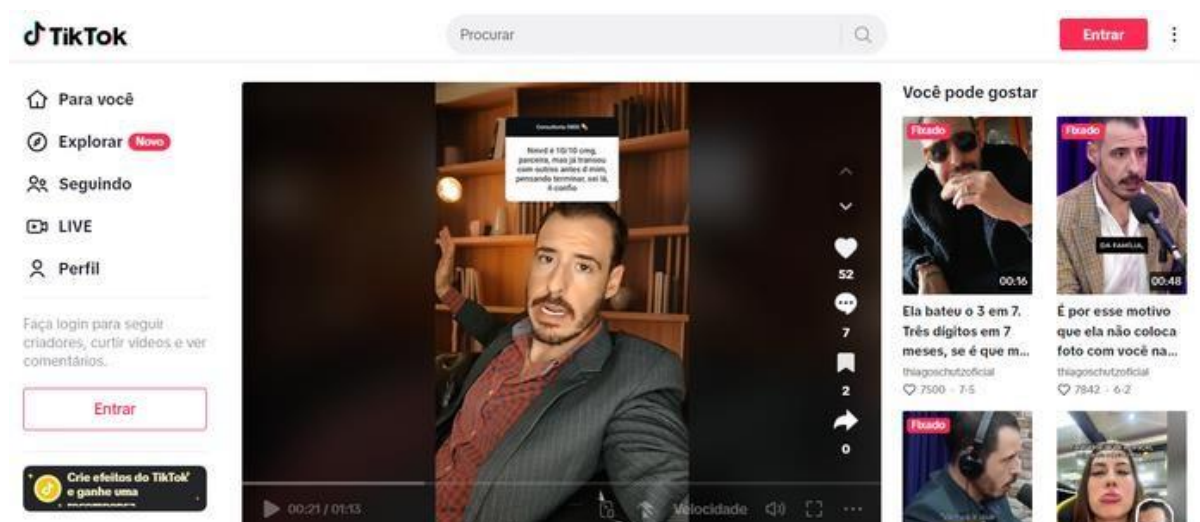 TikTok
Procurar
Entrar
Para você
Explorar Novo
Seguindo
LIVE
Perfil
Faça login para seguir
criadores, curtir vídeos e ver
comentários.
Entrar
Crie efeitos do TikTok
e ganhe uma
Novd é 10/10 cmg,
parceira, mas já transou
com outros antes d mim,
pensando terminar, sei lá,
52
7
2
0
00:21 / 01:13
Velocidade
Você pode gostar
Fixado
00:16
Ela bateu o 3 em 7.
Três dígitos em 7
meses, se é que m...
thiagoschutzoficial
7500 · 7-5
Fixado
DA FAMÍLIA,
00:48
É por esse motivo
que ela não coloca
foto com você na...
thiagoschutzoficial
7842 · 6-2
Fixado